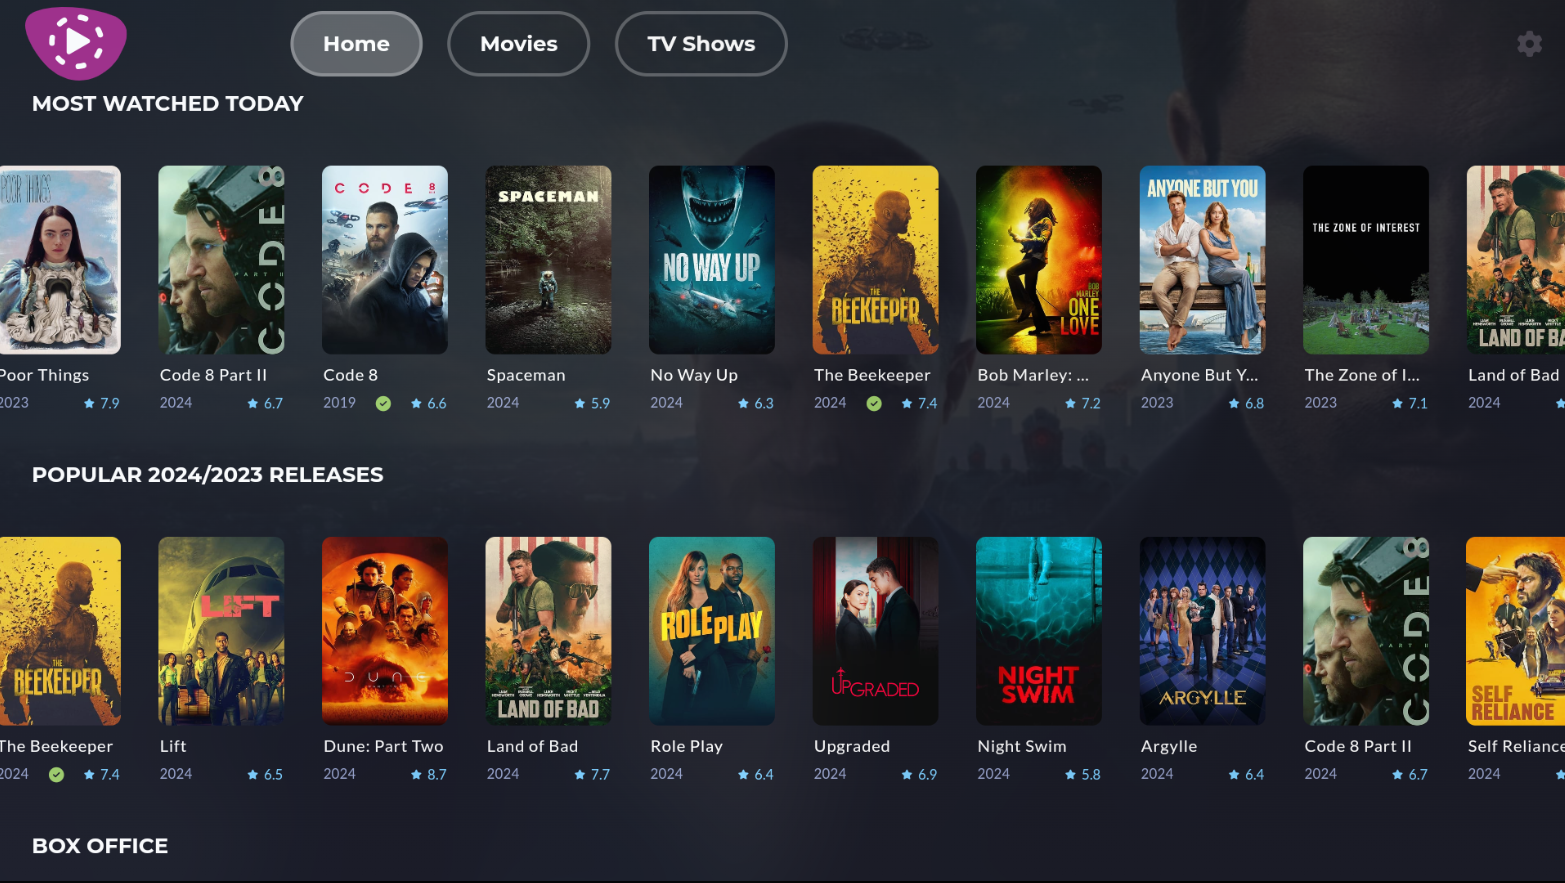 Home
Movies
TV Shows
MOST WATCHED TODAY
POOR THINGS
CODE 8
PART II
CODE 8
SPACEMAN
NO WAY UP
THE
BEEKEEPER
BOB
MARLEY
ONE
LOVE
ANYONE BUT YOU
THE ZONE OF INTEREST
LAND OF BA
Poor Things
Code 8 Part II
Code 8
Spaceman
No Way Up
The Beekeeper
Bob Marley: ...
Anyone But Y...
The Zone of I...
Land of Bad
2023 7.9
2024 6.7
2019 6.6
2024 5.9
2024 6.3
2024 7.4
2024 7.2
2023 6.8
2023 7.1
2024
POPULAR 2024/2023 RELEASES
THE
BEEKEEPER
LIFT
DUNE
LAND OF BAD
ROLE PLAY
UPGRADED
NIGHT
SWIM
ARGYLLE
CODE 8
PART II
SELF
RELIANCE
The Beekeeper
Lift
Dune: Part Two
Land of Bad
Role Play
Upgraded
Night Swim
Argylle
Code 8 Part II
Self Reliance
2024 7.4
2024 6.5
2024 8.7
2024 7.7
2024 6.4
2024 6.9
2024 5.8
2024 6.4
2024 6.7
2024
BOX OFFICE